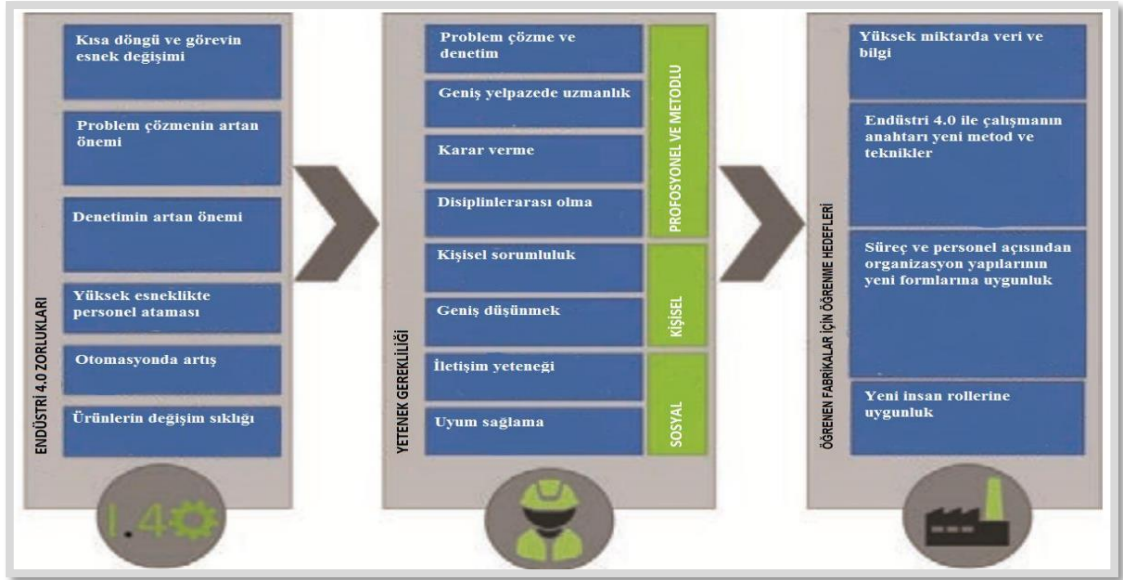 ENDÜSTRİ 4.0 ZORLUKLARI
Kısa döngü ve görevin
esnek değişimi
Problem çözmenin artan
önemi
Denetimin artan önemi
Yüksek esneklikte
personel ataması
Otomasyonda artış
Ürünlerin değişim sıklığı
I.4
YETENEK GEREKLİLİĞİ
Problem çözme ve
denetim
Geniş yelpazede uzmanlık
Karar verme
Disiplinlerarası olma
PROFOSYONEL VE METODLU
Kişisel sorumluluk
Geniş düşünmek
KİŞİSEL
İletişim yeteneği
Uyum sağlama
SOSYAL
ÖĞRENEN FABRİKALAR İÇİN ÖĞRENME HEDEFLERİ
Yüksek miktarda veri ve
bilgi
Endüstri 4.0 ile çalışmanın
anahtarı yeni metod ve
teknikler
Süreç ve personel açısından
organizasyon yapılarının
yeni formlarına uygunluk
Yeni insan rollerine
uygunluk